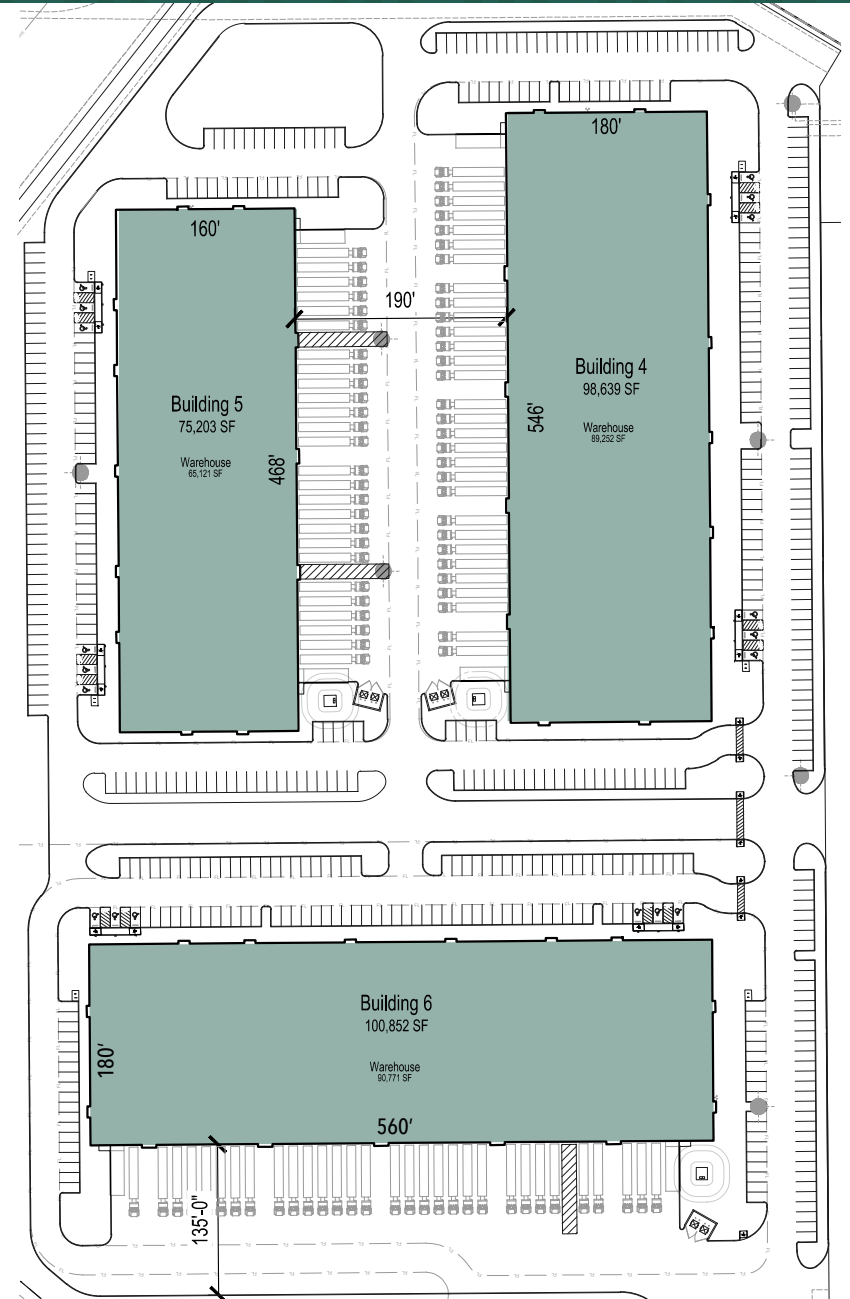 180'
160'
190'
Building 4
98,639 SF
Warehouse
89,252 SF
546'
Building 5
75,203 SF
Warehouse
65,121 SF
468'
Building 6
100,852 SF
Warehouse
90,771 SF
180'
560'
135'-0"